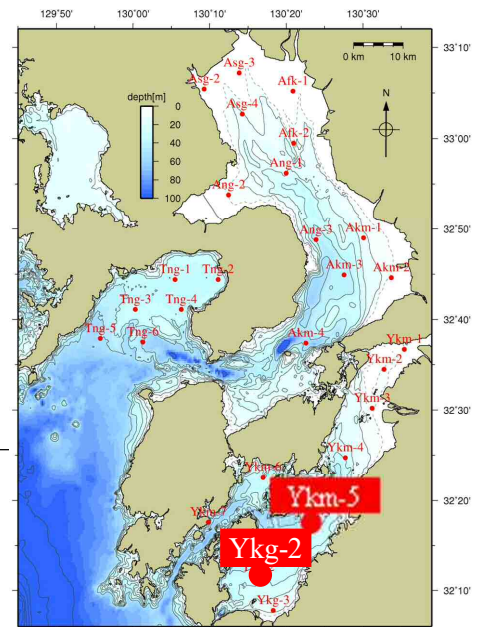 129°50' 130°00' 130°10' 130°20' 130°30'
33°10'
33°00'
32°50'
32°40'
32°30'
32°20'
32°10'
0 km 10 km
N
depth[m]
0
20
40
60
80
100
Asg-3
Asg-2
Afk-1
Asg-4
Afk-2
Ang-1
Ang-2
Ang-3
Akm-1
Akm-3
Akm-2
Tng-1
Tng-2
Tng-3
Tng-4
Tng-5
Tng-6
Akm-4
Ykm-1
Ykm-2
Ykm-3
Ykm-4
Ykm-6
Ykm-5
Ykm-7
Ykg-2
Ykg-3